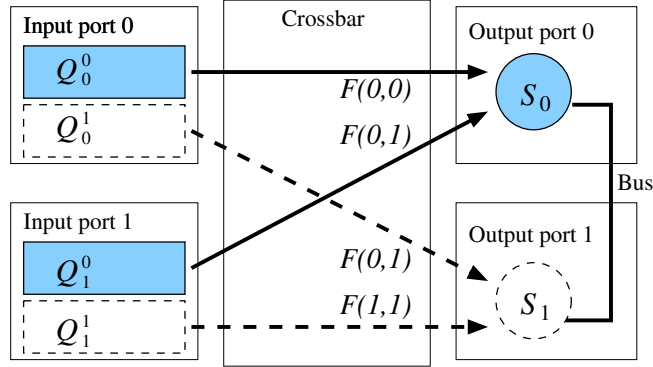 Input port 0
Crossbar
Output port 0
Q_0^0
F(0,0)
S_0
Q_0^1
F(0,1)
Bus
Input port 1
Output port 1
Q_1^0
F(0,1)
S_1
Q_1^1
F(1,1)